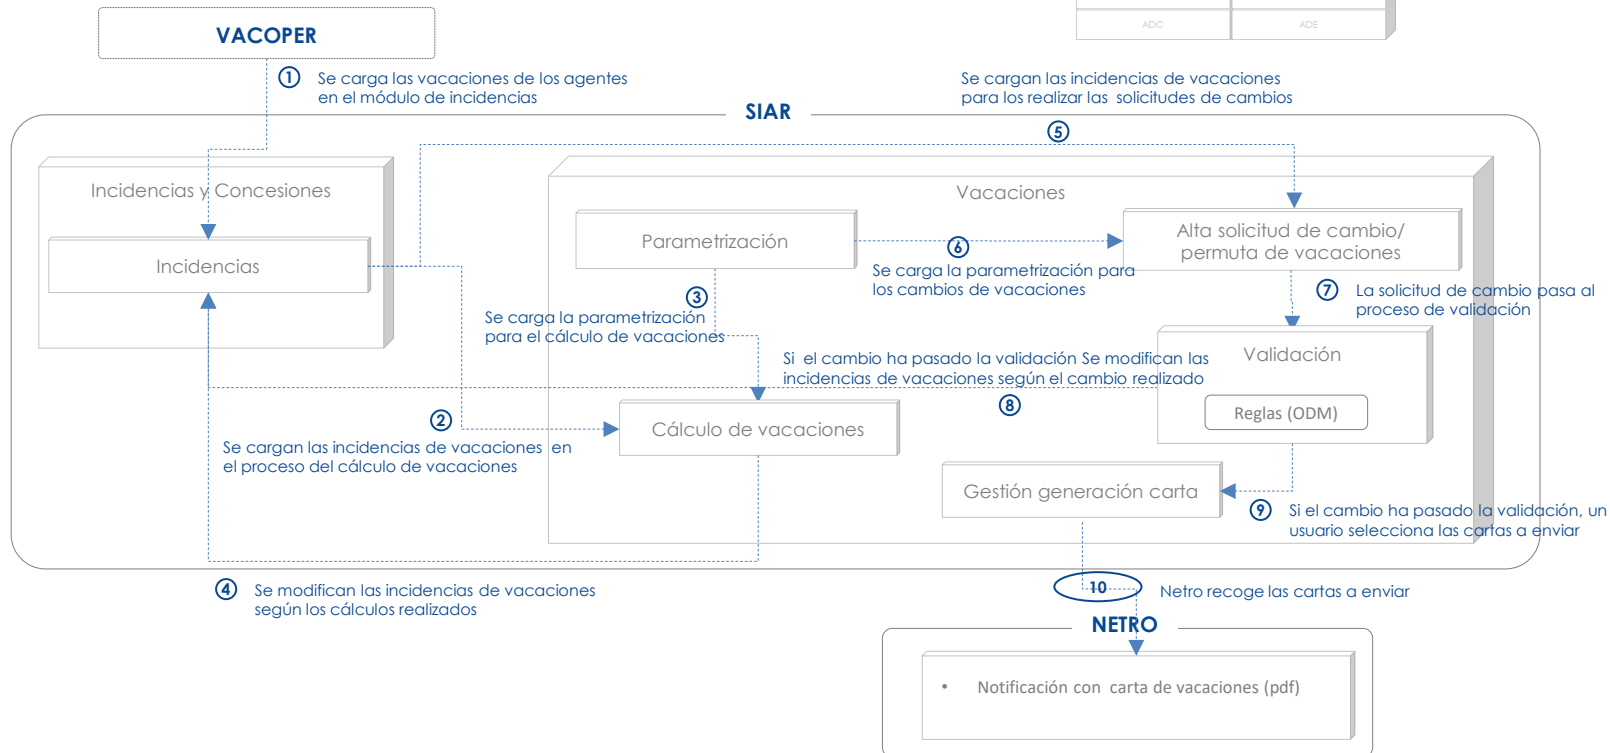 ADC
ADE
VACOPER
1
Se carga las vacaciones de los agentes
en el módulo de incidencias
Se cargan las incidencias de vacaciones
para los realizar las solicitudes de cambios
SIAR
5
Incidencias y Concesiones
Incidencias
Vacaciones
Parametrización
6
Se carga la parametrización para
los cambios de vacaciones
Alta solicitud de cambio/
permuta de vacaciones
3
Se carga la parametrización
para el cálculo de vacaciones
7
La solicitud de cambio pasa al
proceso de validación
Si el cambio ha pasado la validación Se modifican las
incidencias de vacaciones según el cambio realizado
8
Validación
Reglas (ODM)
2
Se cargan las incidencias de vacaciones en
el proceso del cálculo de vacaciones
Cálculo de vacaciones
Gestión generación carta
9
Si el cambio ha pasado la validación, un
usuario selecciona las cartas a enviar
4
Se modifican las incidencias de vacaciones
según los cálculos realizados
10
Netro recoge las cartas a enviar
NETRO
• Notificación con carta de vacaciones (pdf)